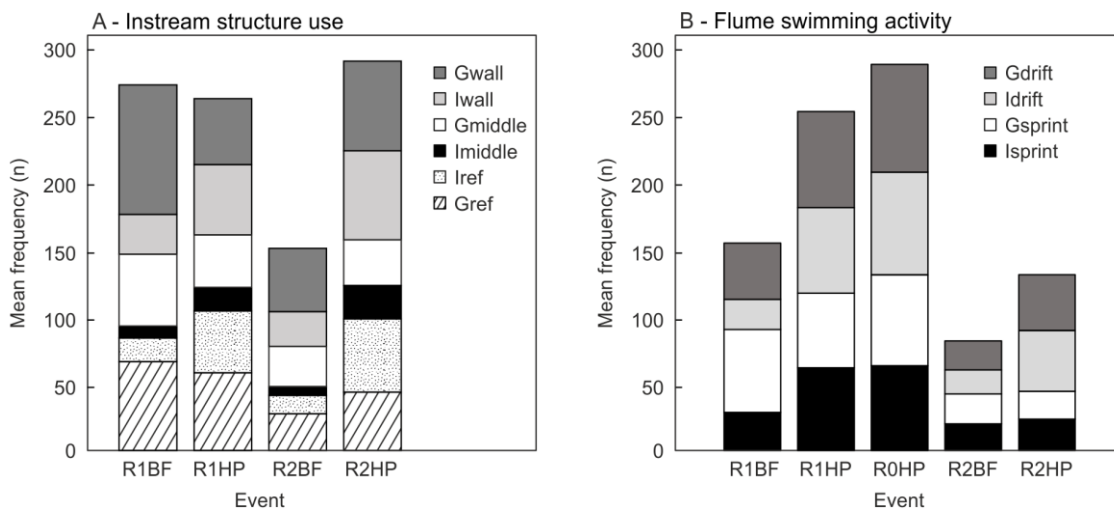 A - Instream structure use
Mean frequency (n)
300
250
200
150
100
50
0
Gwall
Iwall
Gmiddle
Imiddle
Iref
Gref
R1BF R1HP R2BF R2HP
Event
B - Flume swimming activity
Mean frequency (n)
300
250
200
150
100
50
0
Gdrift
Idrift
Gsprint
Isprint
R1BF R1HP R0HP R2BF R2HP
Event